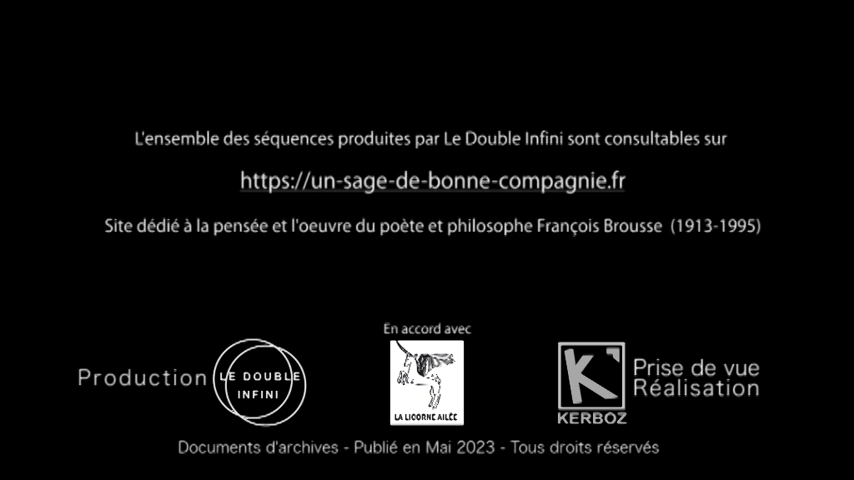 L'ensemble des séquences produites par Le Double Infini sont consultables sur
https://un-sage-de-bonne-compagnie.fr
Site dédié à la pensée et l'oeuvre du poète et philosophe François Brousse (1913-1995)
En accord avec
Production
LE DOUBLE
INFINI
LA LICORNE AILÉE
K
KERBOZ
Prise de vue
Réalisation
Documents d'archives - Publié en Mai 2023 - Tous droits réservés